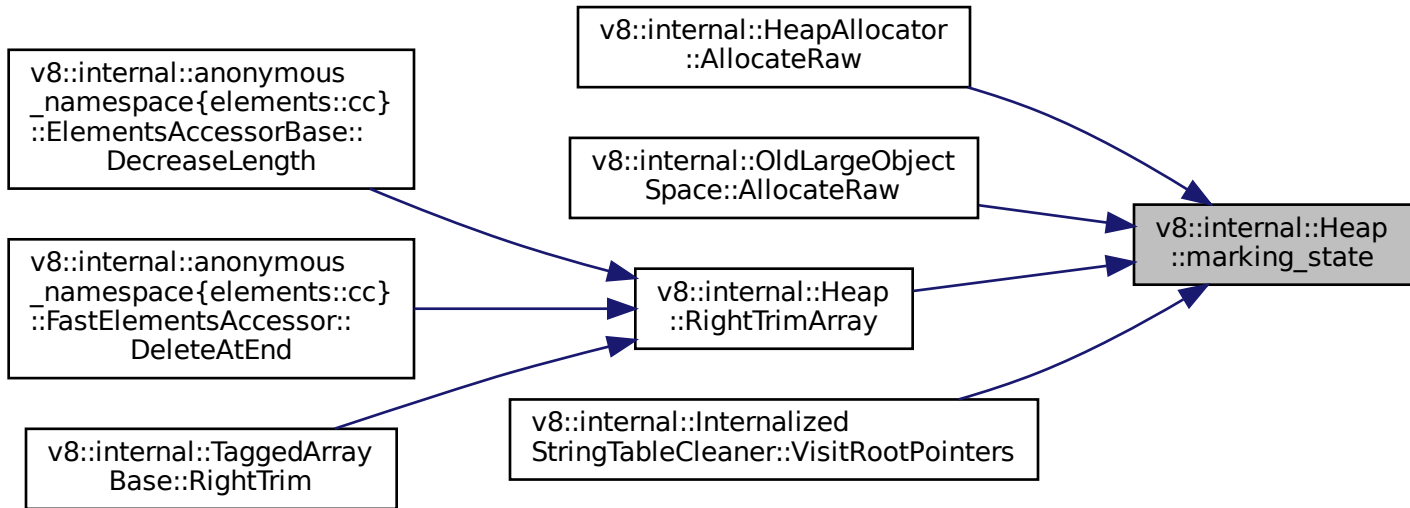 v8::internal::HeapAllocator
::AllocateRaw
v8::internal::anonymous
_namespace{elements::cc}
::ElementsAccessorBase::
DecreaseLength
v8::internal::OldLargeObject
Space::AllocateRaw
v8::internal::Heap
::marking_state
v8::internal::anonymous
_namespace{elements::cc}
::FastElementsAccessor::
DeleteAtEnd
v8::internal::Heap
::RightTrimArray
v8::internal::Internalized
StringTableCleaner::VisitRootPointers
v8::internal::TaggedArray
Base::RightTrim